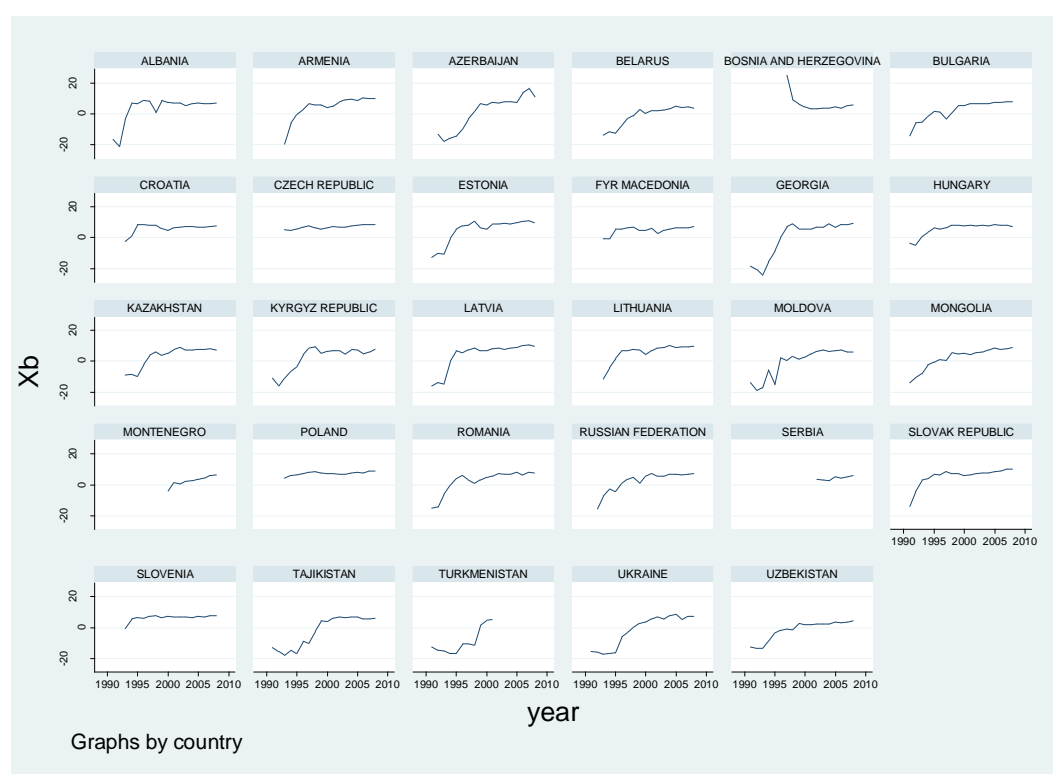 ALBANIA ARMENIA AZERBAIJAN BELARUS BOSNIA AND HERZEGOVINA BULGARIA
20
0
-20
CROATIA CZECH REPUBLIC ESTONIA FYR MACEDONIA GEORGIA HUNGARY
20
0
-20
KAZAKHSTAN KYRGYZ REPUBLIC LATVIA LITHUANIA MOLDOVA MONGOLIA
20
0
-20
Xb
MONTENEGRO POLAND ROMANIA RUSSIAN FEDERATION SERBIA SLOVAK REPUBLIC
20
0
-20
1990 1995 2000 2005 2010
SLOVENIA TAJIKISTAN TURKMENISTAN UKRAINE UZBEKISTAN
20
0
-20
1990 1995 2000 2005 2010 1990 1995 2000 2005 2010 1990 1995 2000 2005 2010 1990 1995 2000 2005 2010 1990 1995 2000 2005 2010
year
Graphs by country